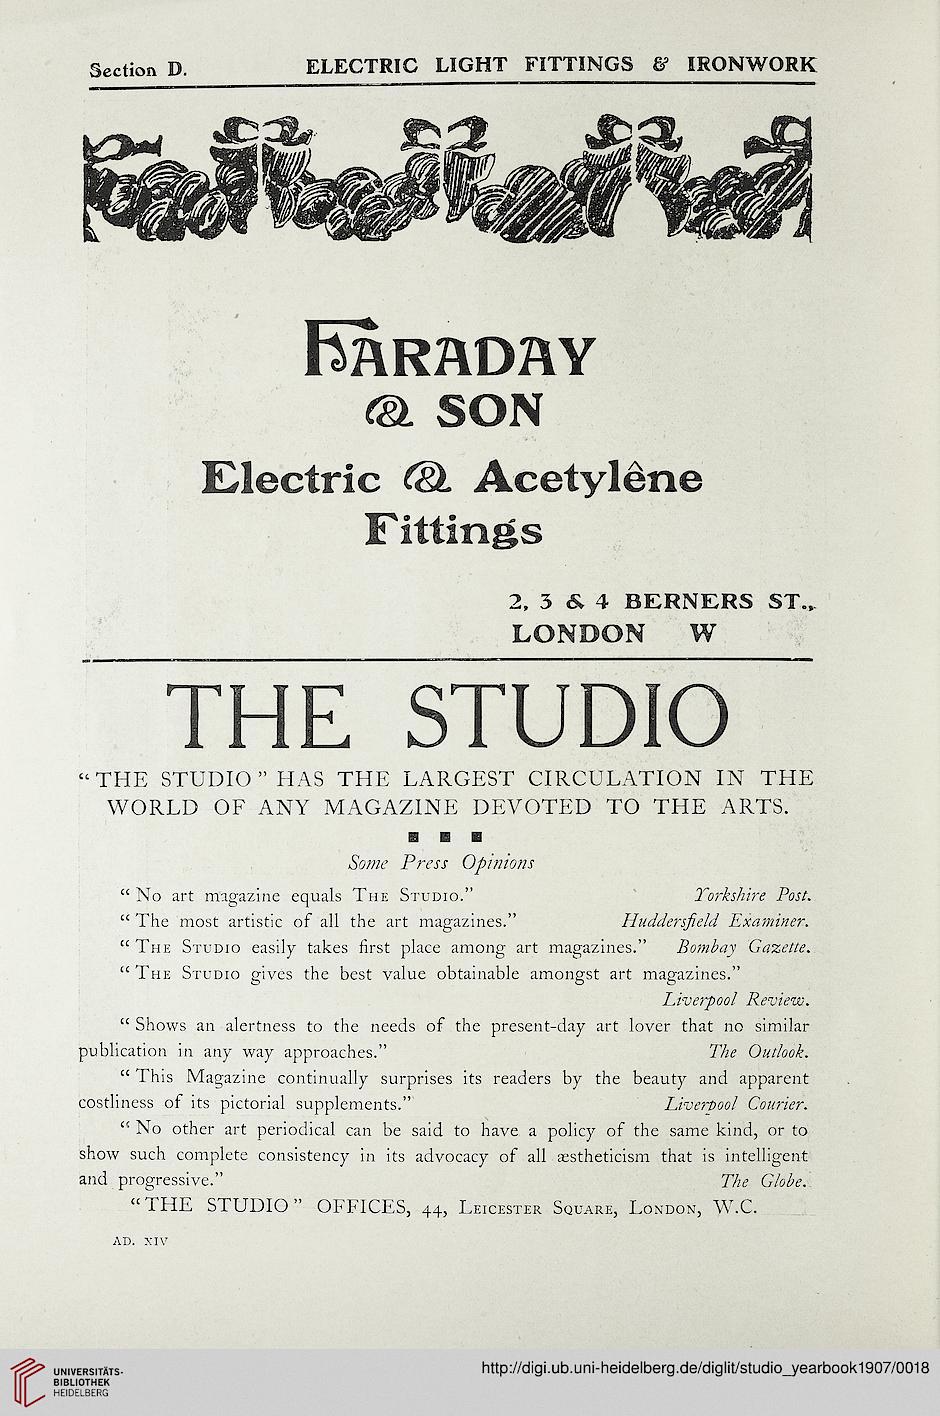 Section D. ELECTRIC LIGHT FITTINGS & IRONWORK
FARADAY
& SON
Electric & Acetylêne
Fittings
2, 3 & 4 BERNERS ST.,
LONDON W
THE STUDIO
“THE STUDIO” HAS THE LARGEST CIRCULATION IN THE
WORLD OF ANY MAGAZINE DEVOTED TO THE ARTS.
Some Press Opinions
“No art magazine equals THE STUDIO.” Yorkshire Post.
“The most artistic of all the art magazines.” Huddersfield Examiner.
“THE STUDIO easily takes first place among art magazines.” Bombay Gazette.
“THE STUDIO gives the best value obtainable amongst art magazines.”
Liverpool Review.
“Shows an alertness to the needs of the present-day art lover that no similar
publication in any way approaches.” The Outlook.
“This Magazine continually surprises its readers by the beauty and apparent
costliness of its pictorial supplements.” Liverpool Courier.
“No other art periodical can be said to have a policy of the same kind, or to
show such complete consistency in its advocacy of all æstheticism that is intelligent
and progressive.” The Globe.
“THE STUDIO” OFFICES, 44, LEICESTER SQUARE, LONDON, W.C.
AD. XIV
UNIVERSITÄTS-
BIBLIOTHEK
HEIDELBERG
http://digi.ub.uni-heidelberg.de/diglit/studio_yearbook1907/0018